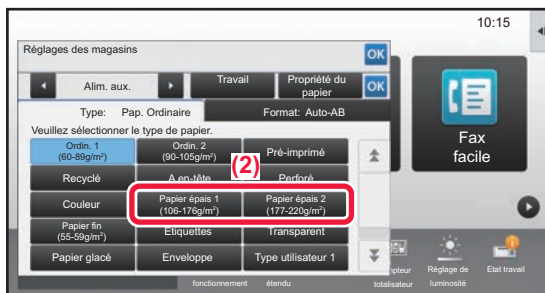 10:15
Réglages des magasins
OK
Alim. aux.
Travail
Propriété du
papier
OK
Type: Pap. Ordinaire
Format: Auto-AB
Veuillez sélectionner le type de papier.
Ordin. 1
(60-89g/m²)
Ordin. 2
(90-105g/m²)
Pré-imprimé
(2)
Recyclé
A en-tête
Perforé
Couleur
Papier épais 1
(106-176g/m²)
Papier épais 2
(177-220g/m²)
Papier fin
(55-59g/m²)
Etiquettes
Transparent
Papier glacé
Enveloppe
Type utilisateur 1
Fax
facile
fonctionnement
étendu
totalisateur
Réglage de
luminosité
Etat travail